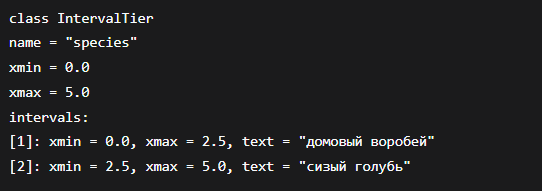 class IntervalTier
name = "species"
xmin = 0.0
xmax = 5.0
intervals:
[1]: xmin = 0.0, xmax = 2.5, text = "домовый воробей"
[2]: xmin = 2.5, xmax = 5.0, text = "сизый голубь"